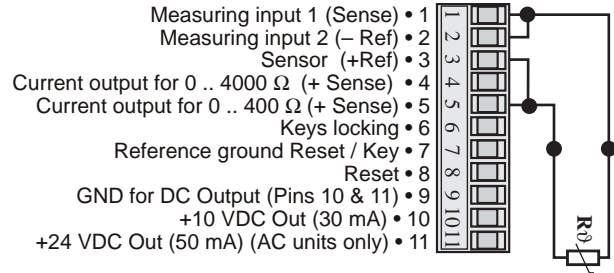 Measuring input 1 (Sense) • 1
Measuring input 2 (– Ref) • 2
Sensor (+Ref) • 3
Current output for 0 .. 4000 Ω (+ Sense) • 4
Current output for 0 .. 400 Ω (+ Sense) • 5
Keys locking • 6
Reference ground Reset / Key • 7
Reset • 8
GND for DC Output (Pins 10 & 11) • 9
+10 VDC Out (30 mA) • 10
+24 VDC Out (50 mA) (AC units only) • 11
1
2
3
4
5
6
7
8
9
10
11
Rϑ